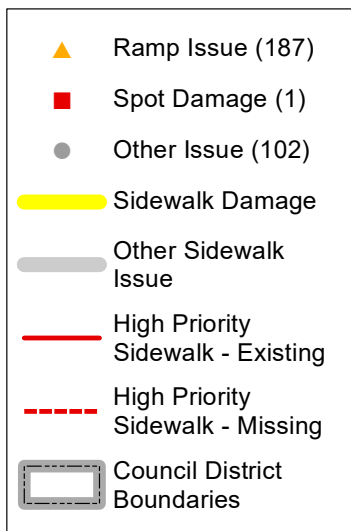 Ramp Issue (187)
Spot Damage (1)
Other Issue (102)
Sidewalk Damage
Other Sidewalk
Issue
High Priority
Sidewalk - Existing
High Priority
Sidewalk - Missing
Council District
Boundaries